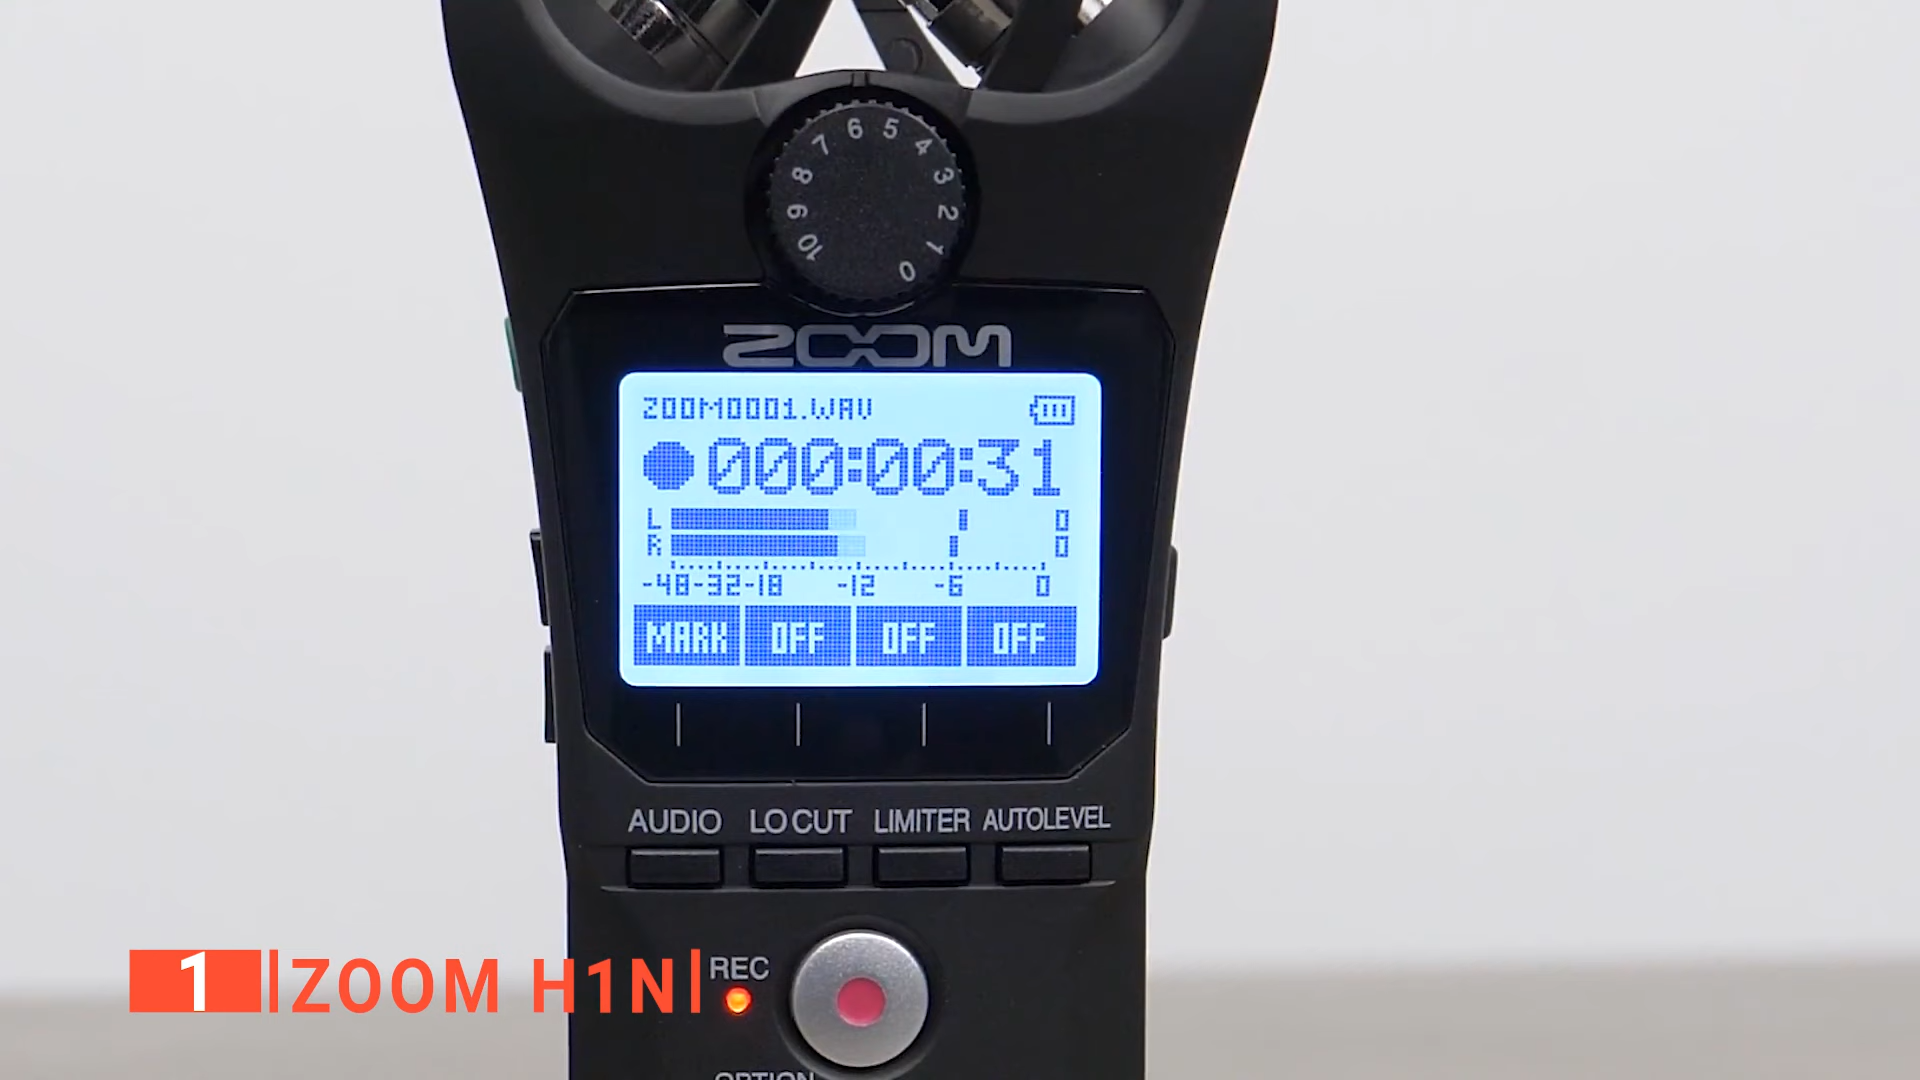 6 5
7 4
8 3
9 2
10 1
0
ZOOM
ZOOM0001.WAV
000:00:31
L 0
R 0
-48-32-18 -12 -6 0
MARK OFF OFF OFF
AUDIO LO CUT LIMITER AUTOLEVEL
REC
1 ZOOM H1N
OPTION